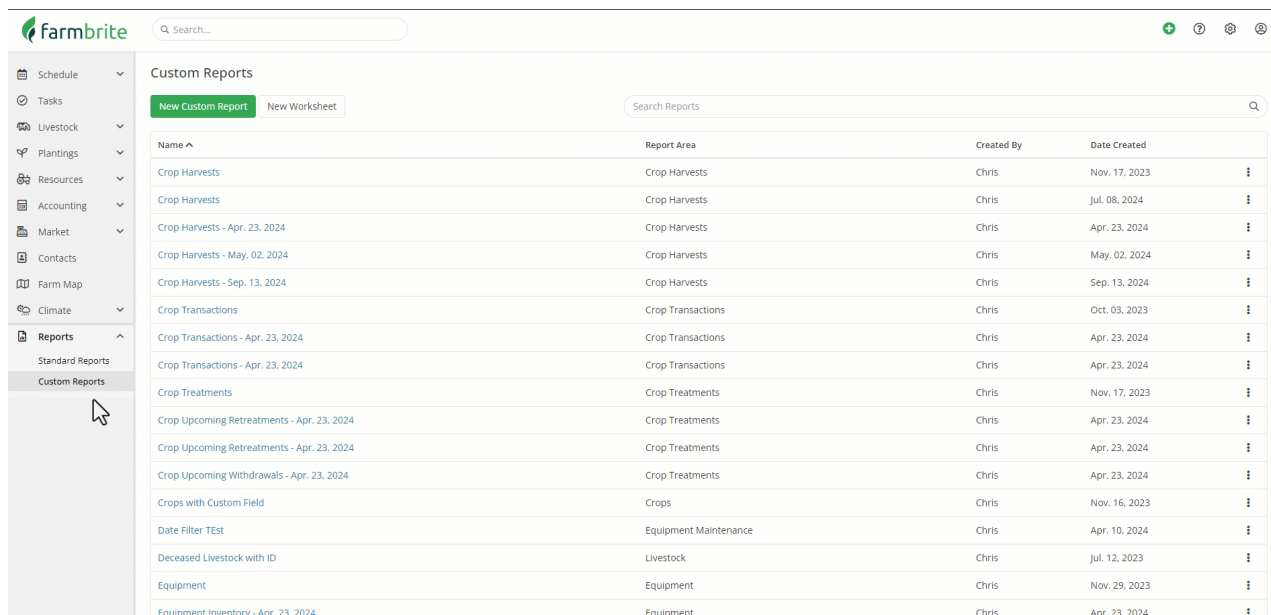 farmbrite
Search...
Schedule
Tasks
Livestock
Plantings
Resources
Accounting
Market
Contacts
Farm Map
Climate
Reports
Standard Reports
Custom Reports
Custom Reports
New Custom Report New Worksheet Search Reports
Name Report Area Created By Date Created
Crop Harvests Crop Harvests Chris Nov. 17, 2023
Crop Harvests Crop Harvests Chris Jul. 08, 2024
Crop Harvests - Apr. 23, 2024 Crop Harvests Chris Apr. 23, 2024
Crop Harvests - May. 02, 2024 Crop Harvests Chris May. 02, 2024
Crop Harvests - Sep. 13, 2024 Crop Harvests Chris Sep. 13, 2024
Crop Transactions Crop Transactions Chris Oct. 03, 2023
Crop Transactions - Apr. 23, 2024 Crop Transactions Chris Apr. 23, 2024
Crop Transactions - Apr. 23, 2024 Crop Transactions Chris Apr. 23, 2024
Crop Treatments Crop Treatments Chris Nov. 17, 2023
Crop Upcoming Retreatments - Apr. 23, 2024 Crop Treatments Chris Apr. 23, 2024
Crop Upcoming Retreatments - Apr. 23, 2024 Crop Treatments Chris Apr. 23, 2024
Crop Upcoming Withdrawals - Apr. 23, 2024 Crop Treatments Chris Apr. 23, 2024
Crops with Custom Field Crops Chris Nov. 16, 2023
Date Filter TEst Equipment Maintenance Chris Apr. 10, 2024
Deceased Livestock with ID Livestock Chris Jul. 12, 2023
Equipment Equipment Chris Nov. 29, 2023
Equipment Inventory - Apr. 23, 2024 Equipment Chris Apr. 23, 2024